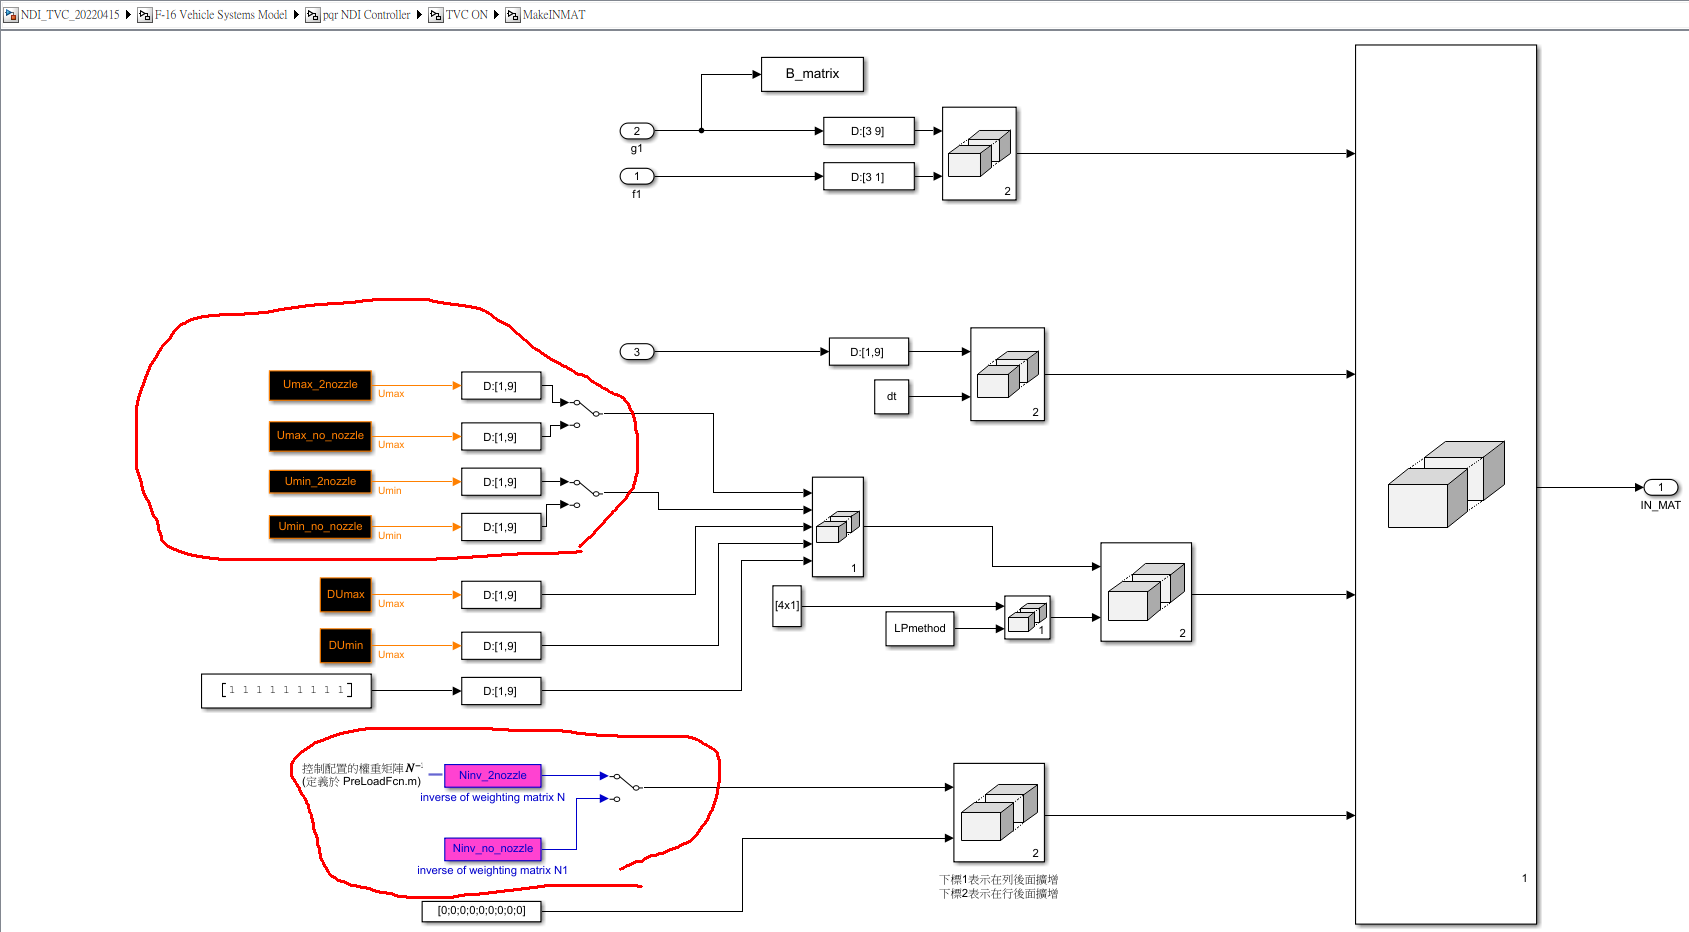 NDI_TVC_20220415 F-16 Vehicle Systems Model pqr NDI Controller TVC ON MakeINMAT
B_matrix
2
g1
D:[3 9]
1
f1
D:[3 1]
2
3
D:[1,9]
dt
2
Umax_2nozzle
Umax
D:[1,9]
Umax_no_nozzle
Umax
D:[1,9]
Umin_2nozzle
Umin
D:[1,9]
Umin_no_nozzle
Umin
D:[1,9]
1
DUmax
Umax
D:[1,9]
DUmin
Umax
D:[1,9]
[ 1 1 1 1 1 1 1 1 1 ]
D:[1,9]
[4x1]
LPmethod
1
2
1
IN_MAT
控制配置的權重矩陣N⁻¹
(定義於 PreLoadFcn.m)
Ninv_2nozzle
inverse of weighting matrix N
Ninv_no_nozzle
inverse of weighting matrix N1
[0;0;0;0;0;0;0;0;0]
2
下標1表示在列後面擴增
下標2表示在行後面擴增
1